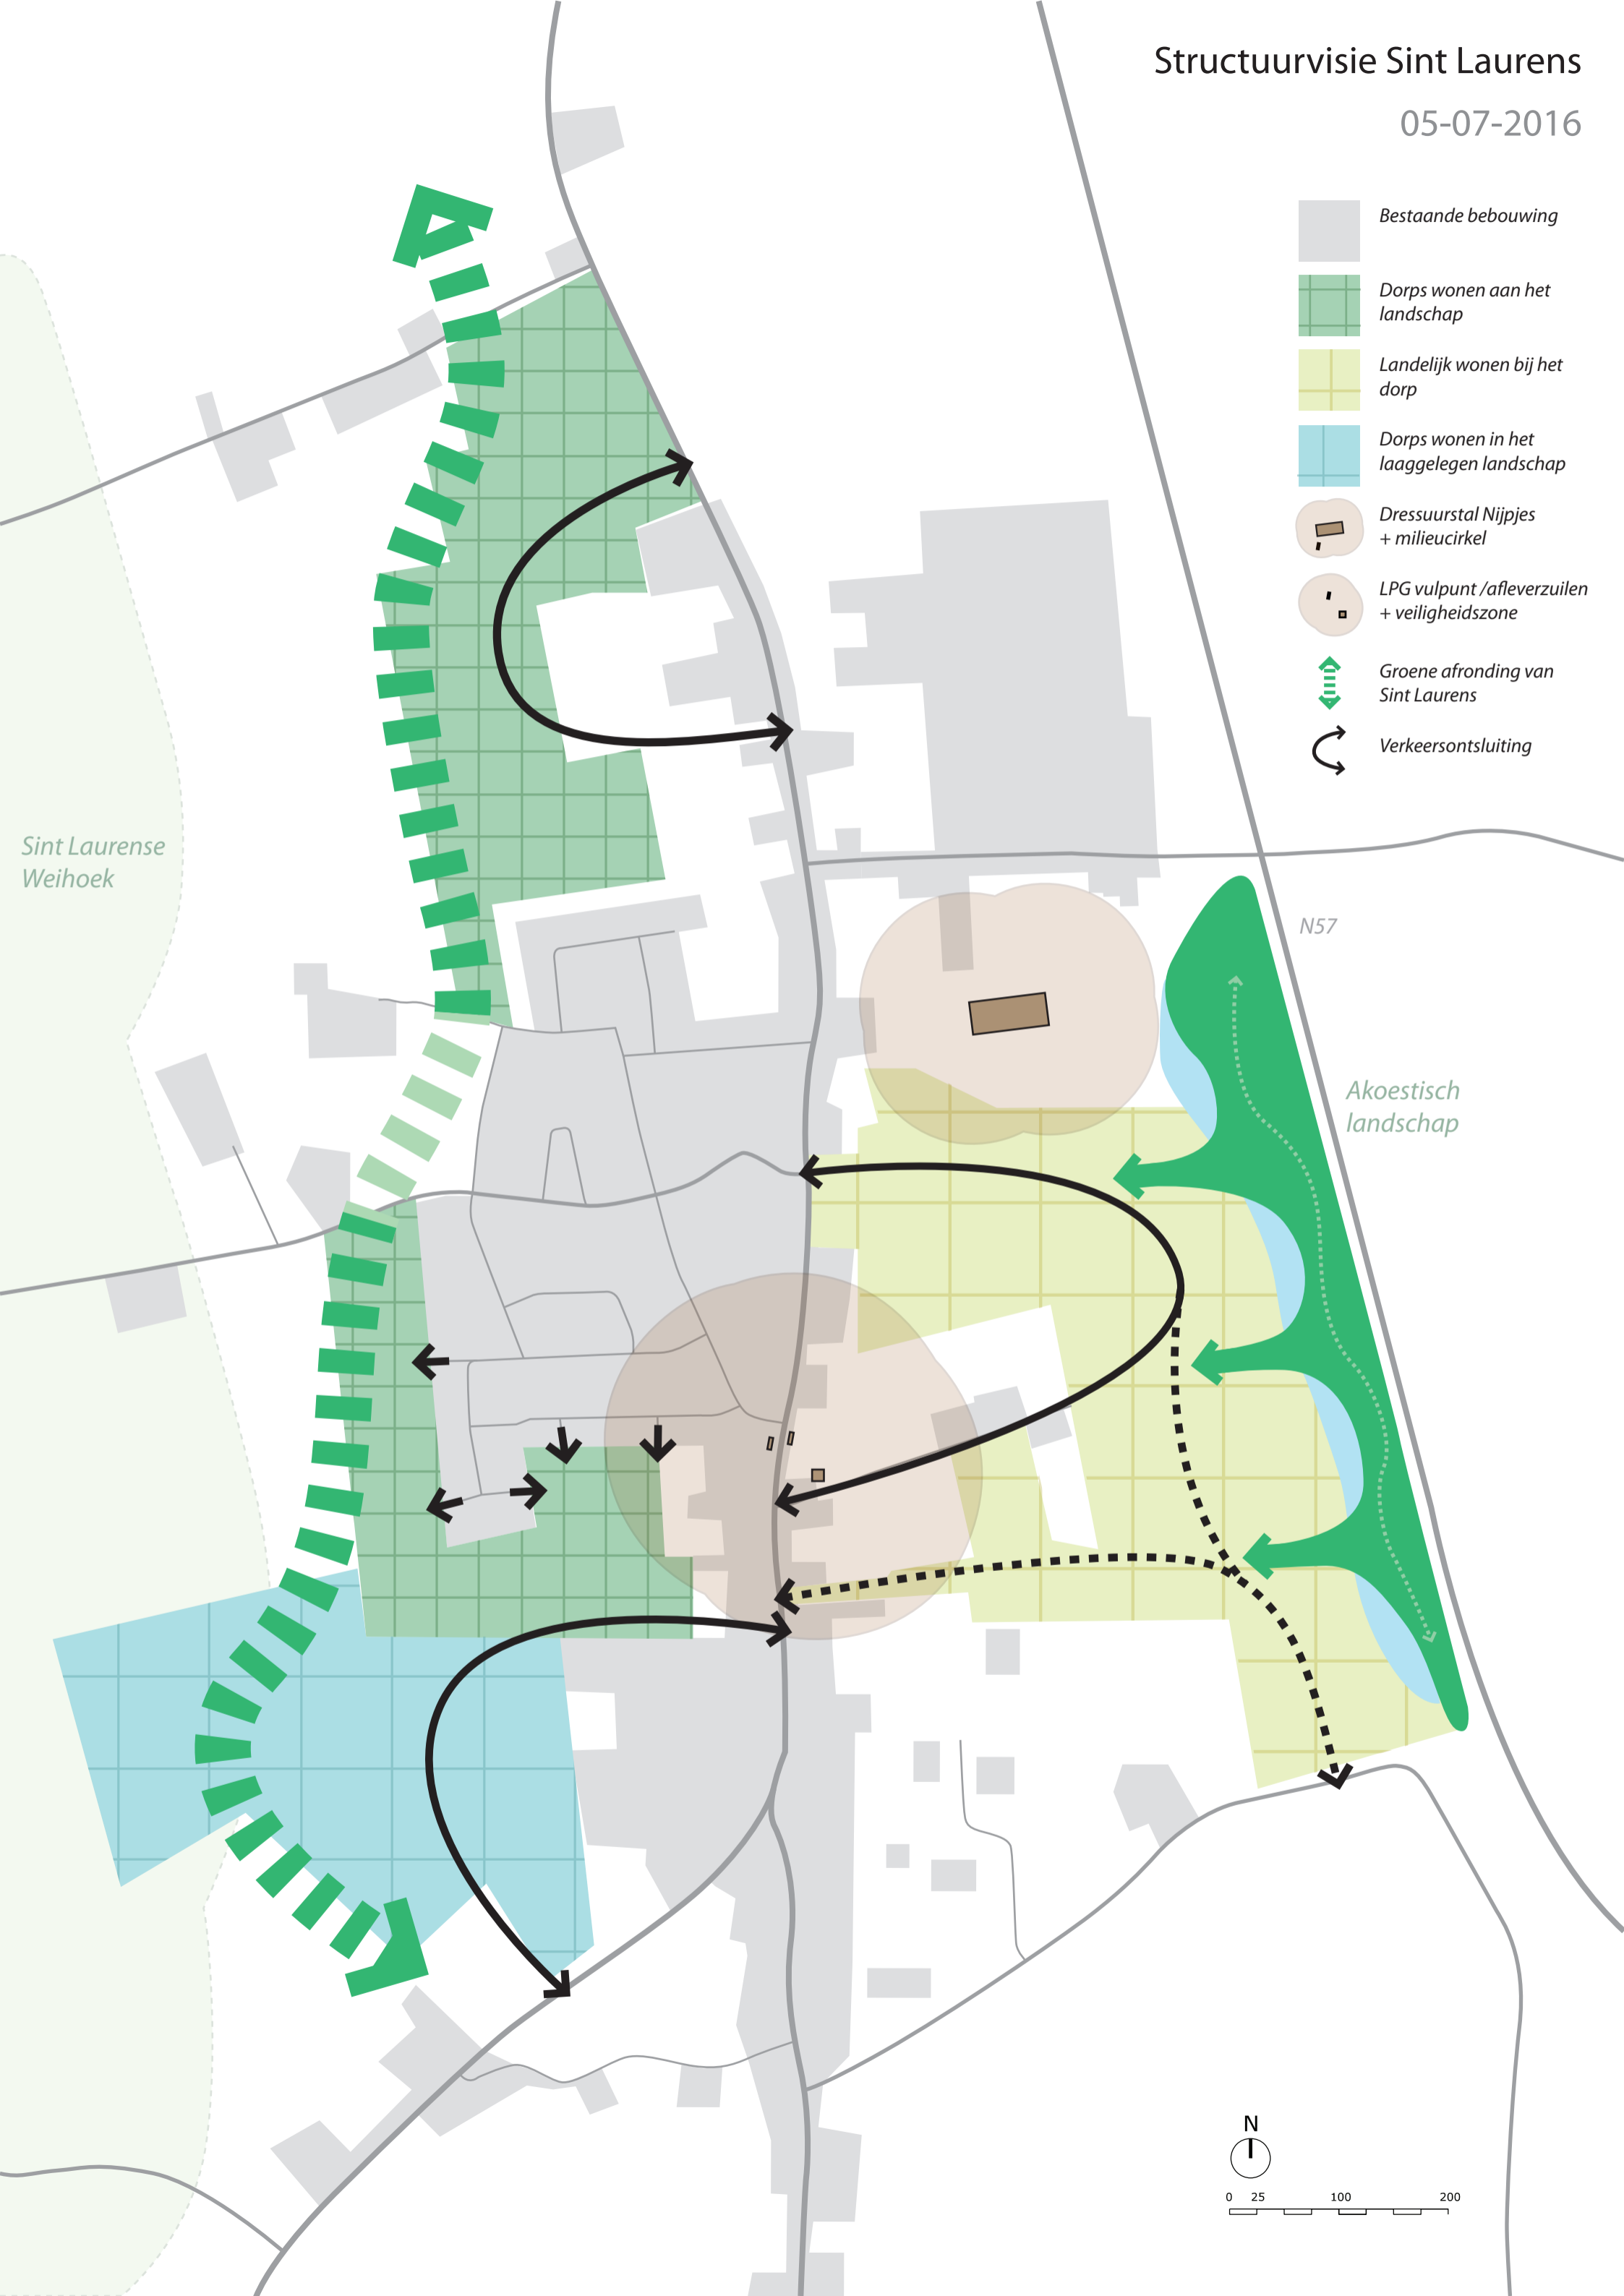 Structuurvisie Sint Laurens
05-07-2016
Bestaande bebouwing
Dorps wonen aan het
landschap
Landelijk wonen bij het
dorp
Dorps wonen in het
laaggelegen landschap
Dressuurstal Nijpjes
+ milieucirkel
LPG vulpunt /afleverzuilen
+ veiligheidszone
Groene afronding van
Sint Laurens
Verkeersontsluiting
Sint Laurense
Weihoek
N57
Akoestisch
landschap
N
0 25 100 200